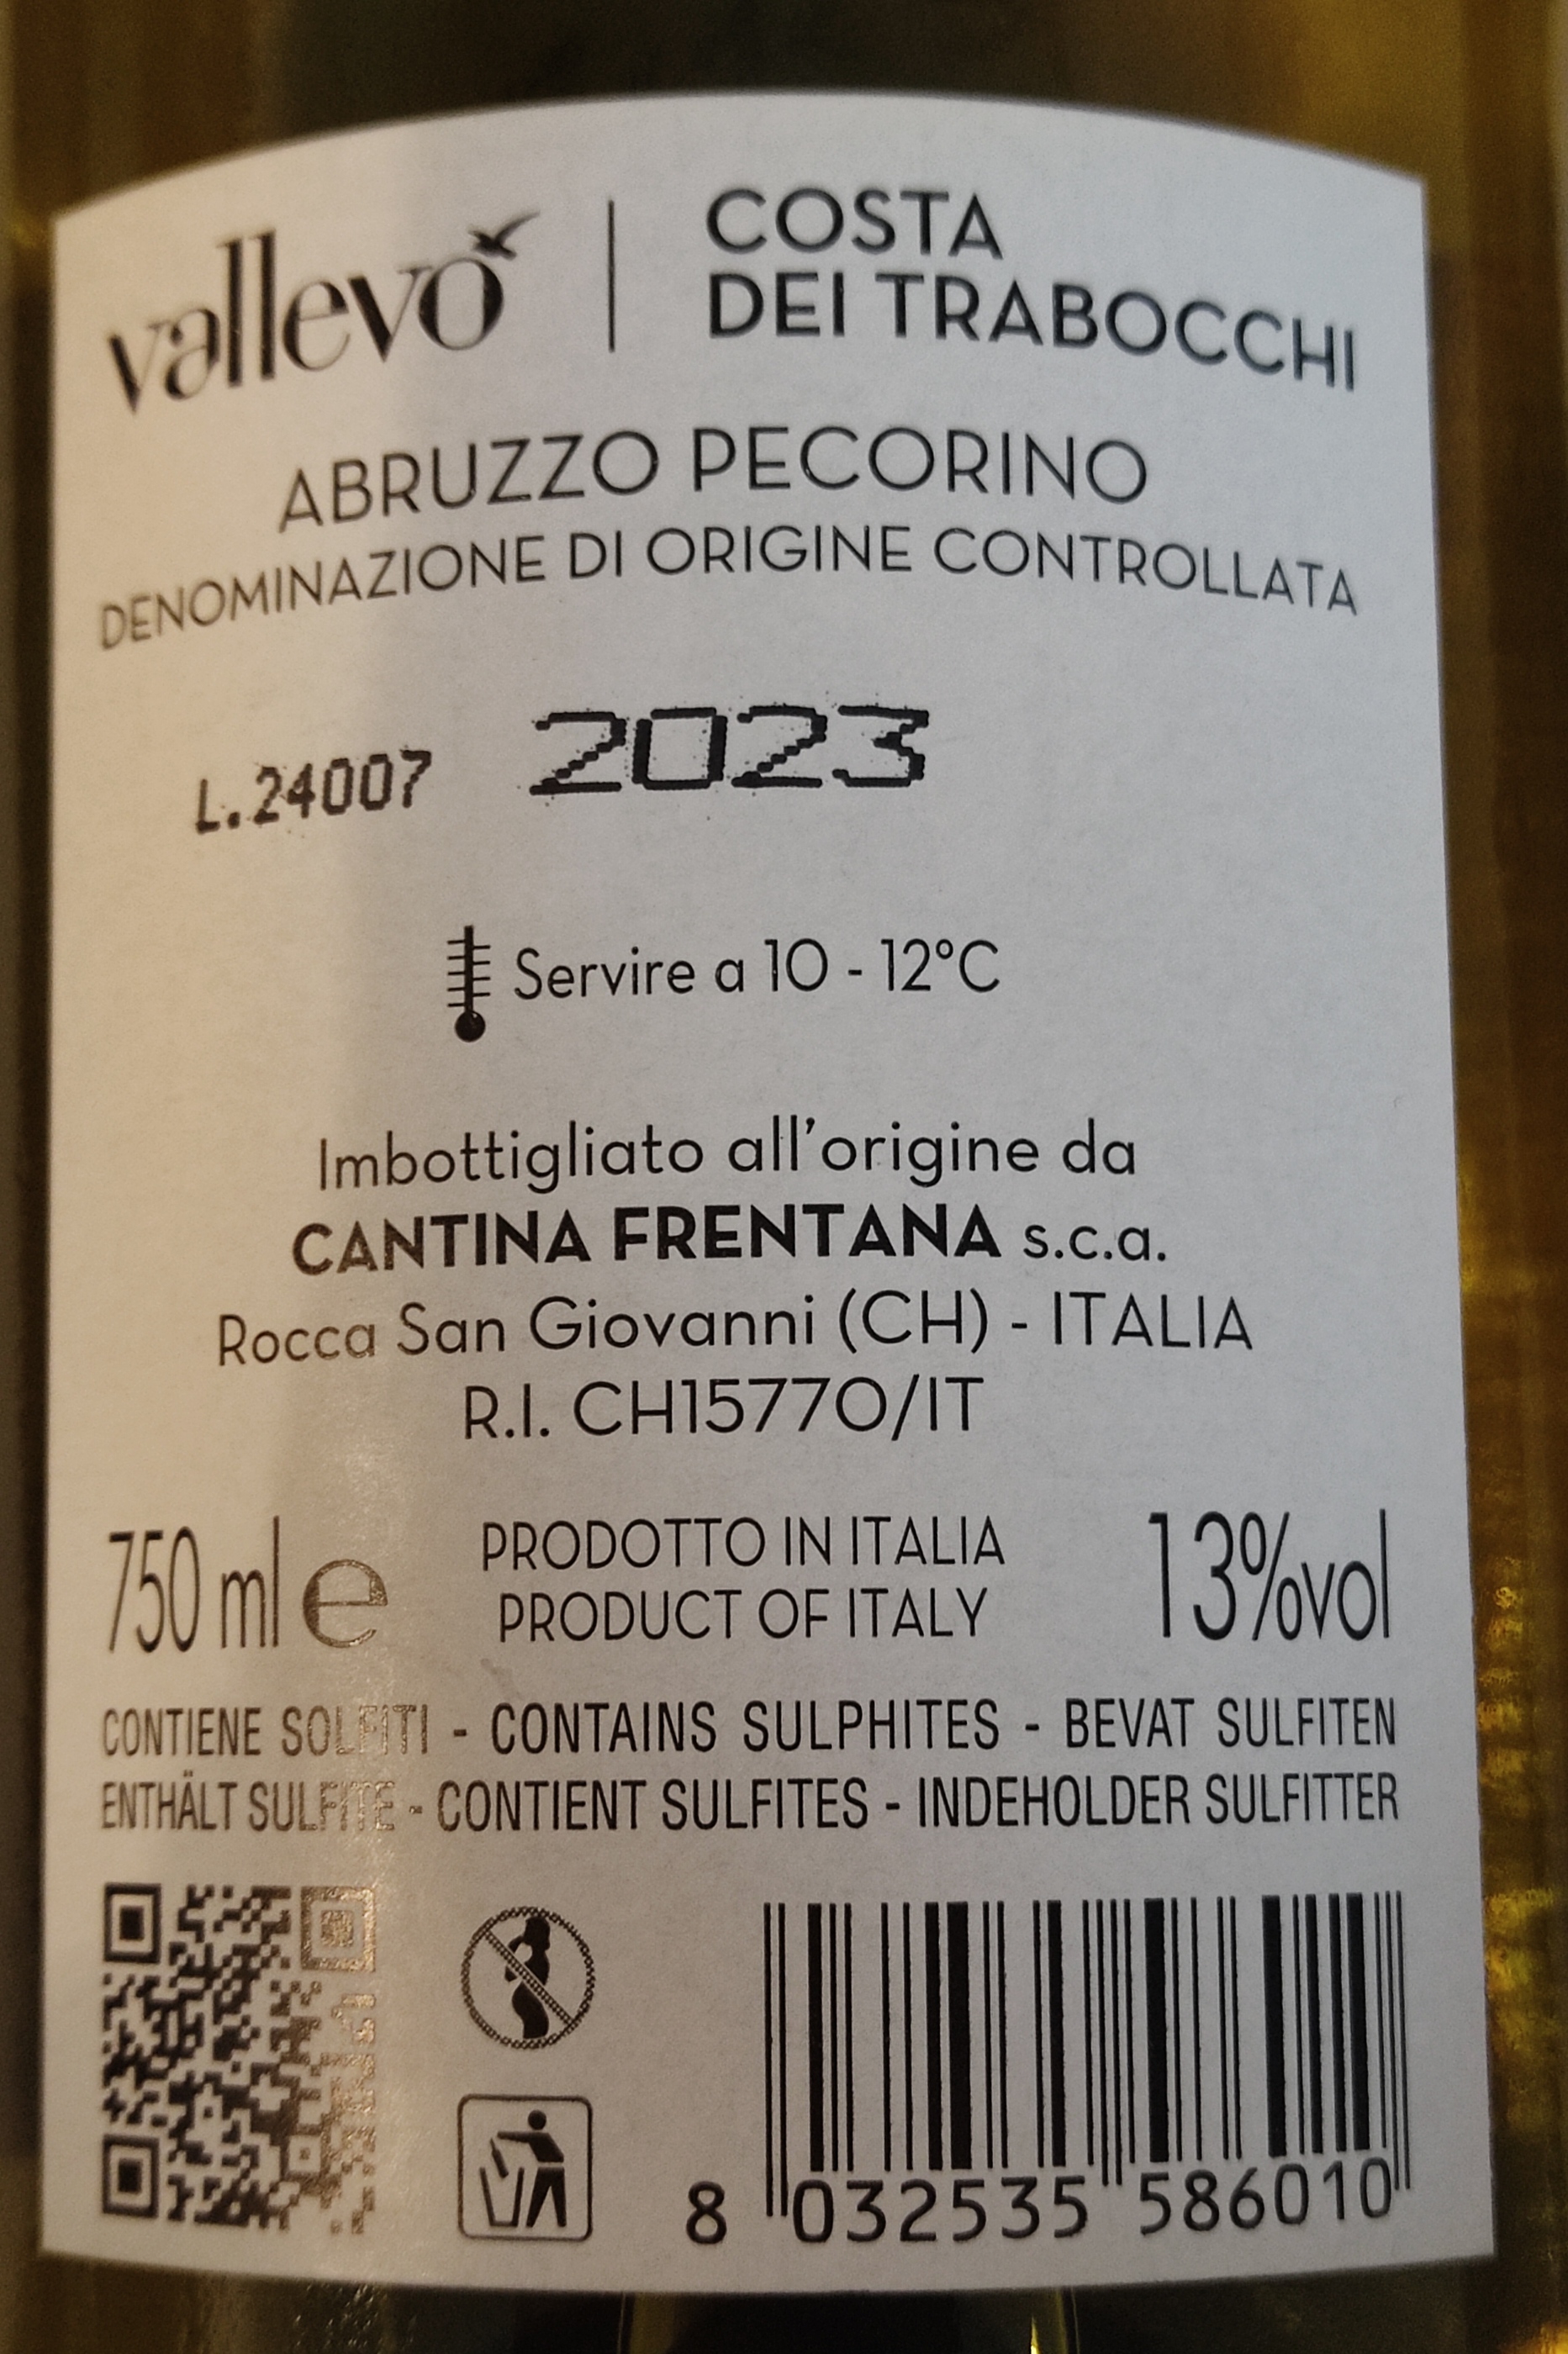 vallevò
COSTA
DEI TRABOCCHI
ABRUZZO PECORINO
DENOMINAZIONE DI ORIGINE CONTROLLATA
L.24007 2023
Servire a 10 - 12°C
Imbottigliato all'origine da
CANTINA FRENTANA s.c.a.
Rocca San Giovanni (CH) - ITALIA
R.I. CH15770/IT
750 ml e
PRODOTTO IN ITALIA
PRODUCT OF ITALY
13%vol
CONTIENE SOLFITI - CONTAINS SULPHITES - BEVAT SULFITEN
ENTHÄLT SULFITE - CONTIENT SULFITES - INDEHOLDER SULFITTER
8 032535 586010